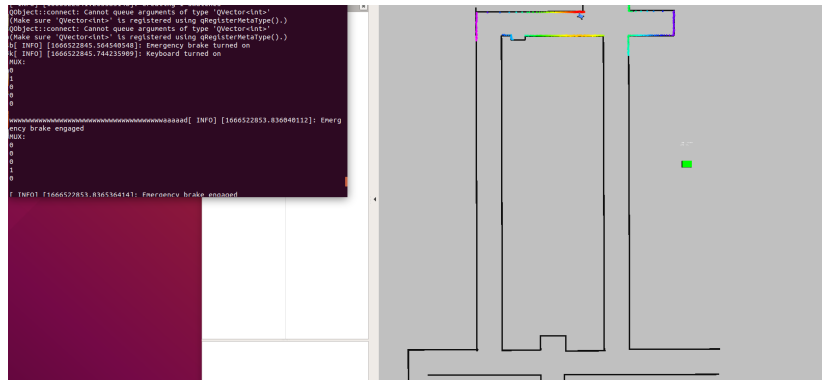 QObject::connect: Cannot queue arguments of type 'QVector<int>'
(Make sure 'QVector<int>' is registered using qRegisterMetaType().)
QObject::connect: Cannot queue arguments of type 'QVector<int>'
(Make sure 'QVector<int>' is registered using qRegisterMetaType().)
b[ INFO] [1666522845.564540548]: Emergency brake turned on
k[ INFO] [1666522845.744235909]: Keyboard turned on
MUX:
0
1
0
0
0
[ INFO] [1666522853.836040112]: Emerg
ency brake engaged
MUX:
0
0
0
1
0
[ INFO] [1666522853.836536414]: Emergency brake engaged